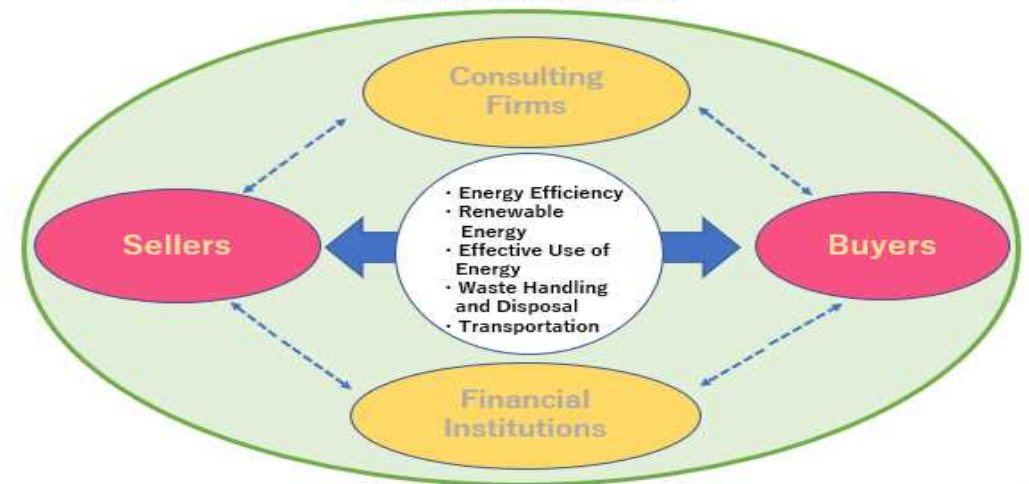 Consulting
Firms
Sellers
· Energy Efficiency
· Renewable
Energy
· Effective Use of
Energy
· Waste Handling
and Disposal
· Transportation
Buyers
Financial
Institutions